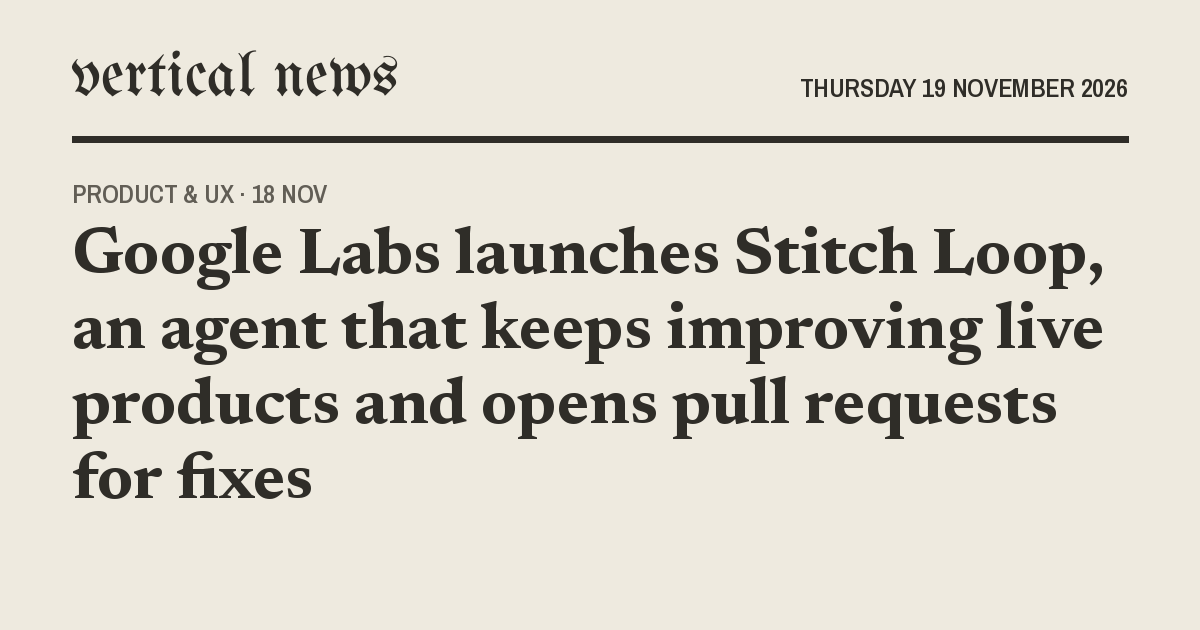 vertical news
THURSDAY 19 NOVEMBER 2026
PRODUCT & UX · 18 NOV
Google Labs launches Stitch Loop,
an agent that keeps improving live
products and opens pull requests
for fixes